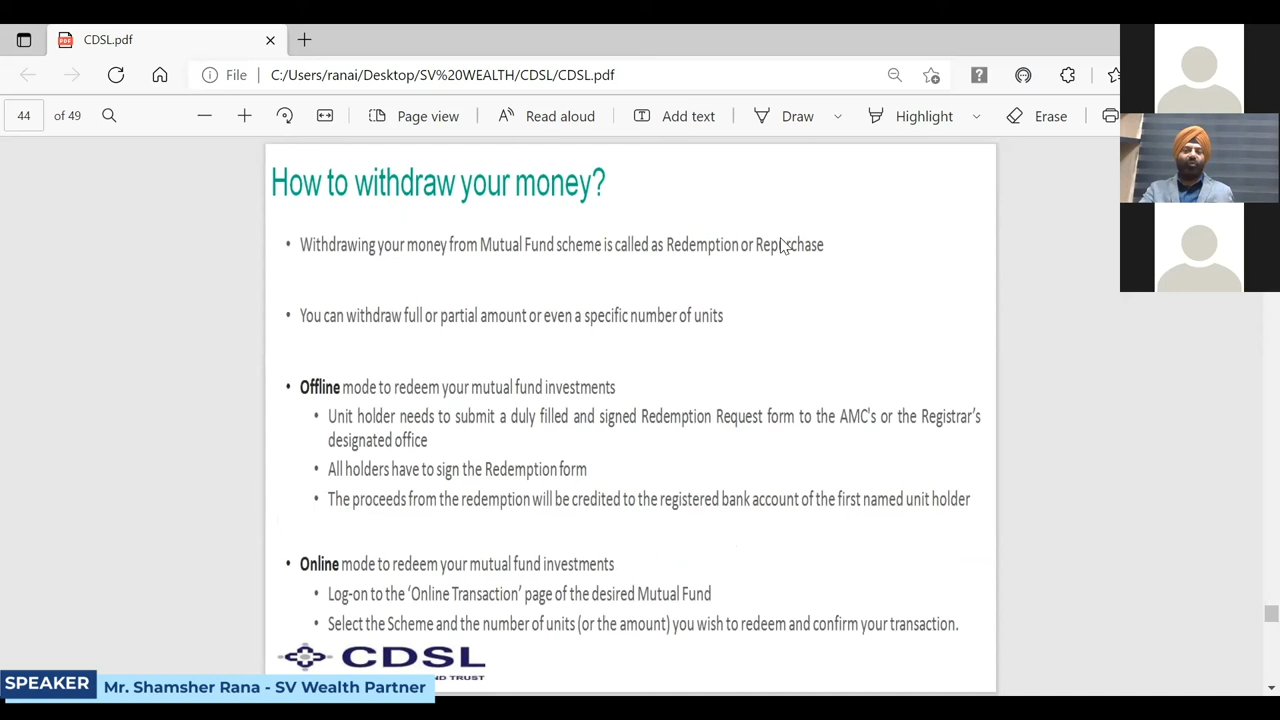 CDSL.pdf
File C:/Users/ranai/Desktop/SV%20WEALTH/CDSL/CDSL.pdf
44 of 49 Page view Read aloud Add text Draw Highlight Erase
How to withdraw your money?
• Withdrawing your money from Mutual Fund scheme is called as Redemption or Repurchase
• You can withdraw full or partial amount or even a specific number of units
• Offline mode to redeem your mutual fund investments
• Unit holder needs to submit a duly filled and signed Redemption Request form to the AMC's or the Registrar's
designated office
• All holders have to sign the Redemption form
• The proceeds from the redemption will be credited to the registered bank account of the first named unit holder
• Online mode to redeem your mutual fund investments
• Log-on to the 'Online Transaction' page of the desired Mutual Fund
• Select the Scheme and the number of units (or the amount) you wish to redeem and confirm your transaction.
CDSL
ND TRUST
SPEAKER Mr. Shamsher Rana - SV Wealth Partner